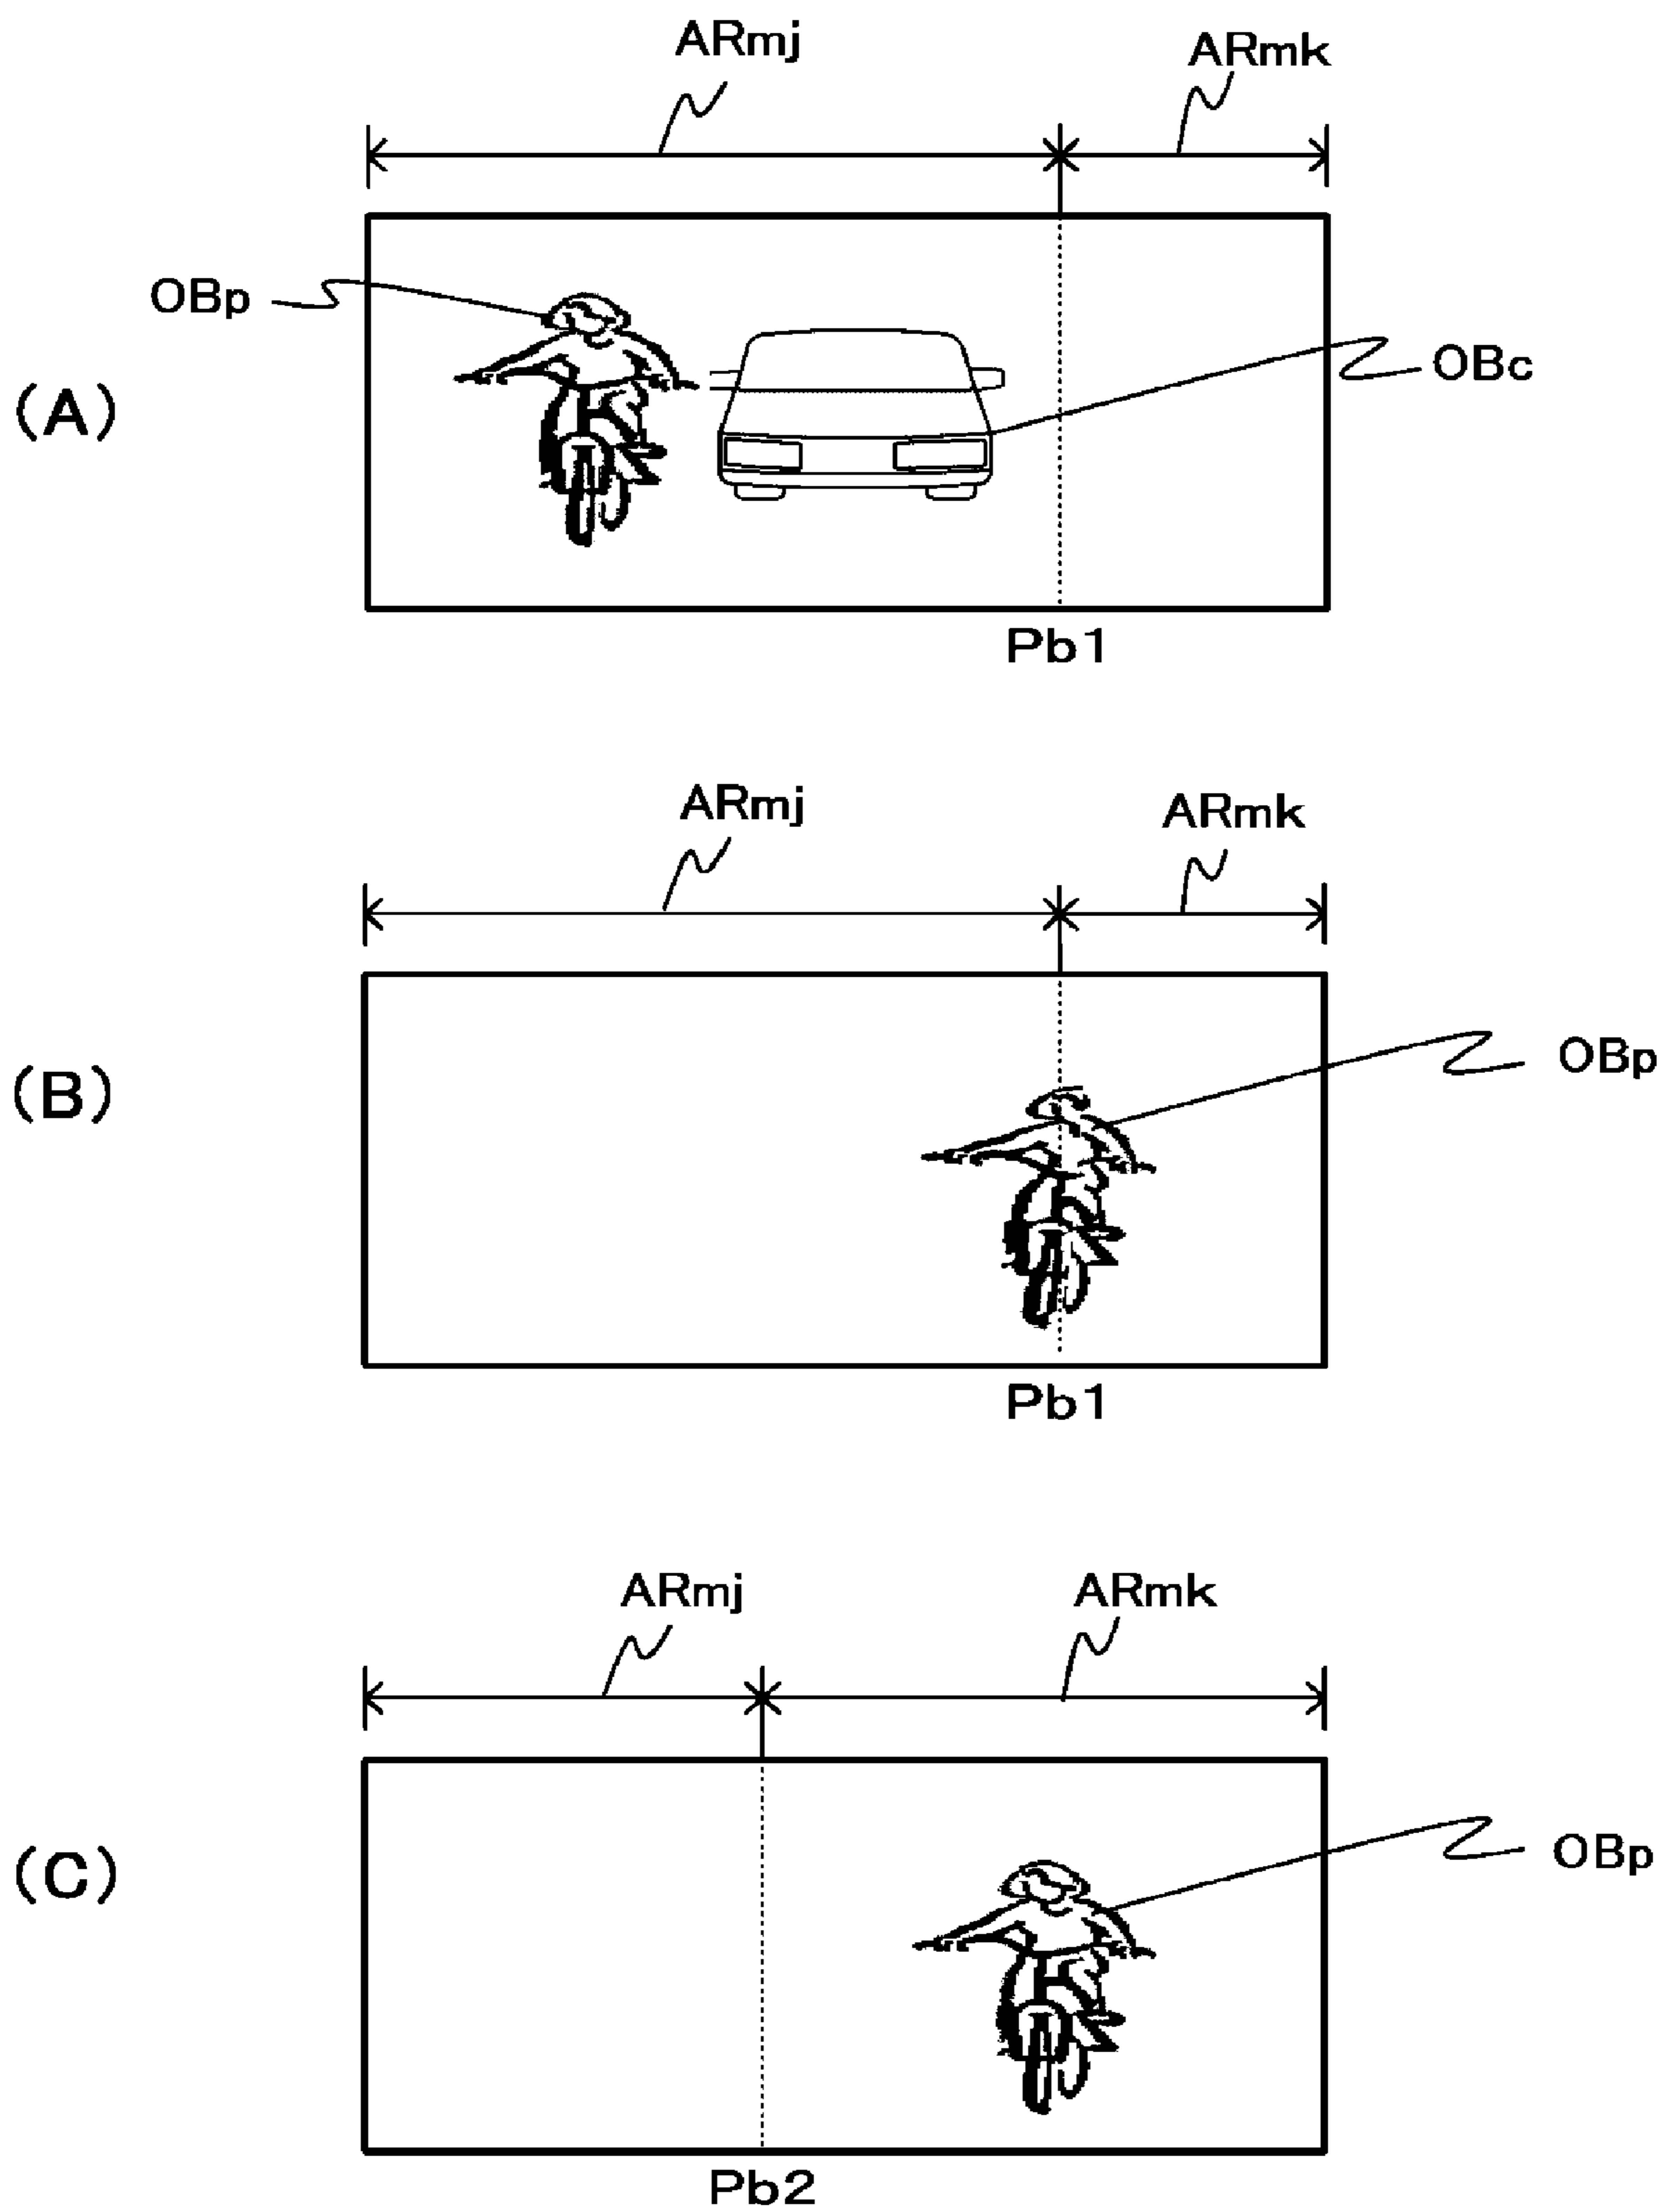 ARmj
ARmk
OBp
OBc
(A)
Pb1
ARmj
ARmk
OBp
(B)
Pb1
ARmj
ARmk
OBp
(C)
Pb2